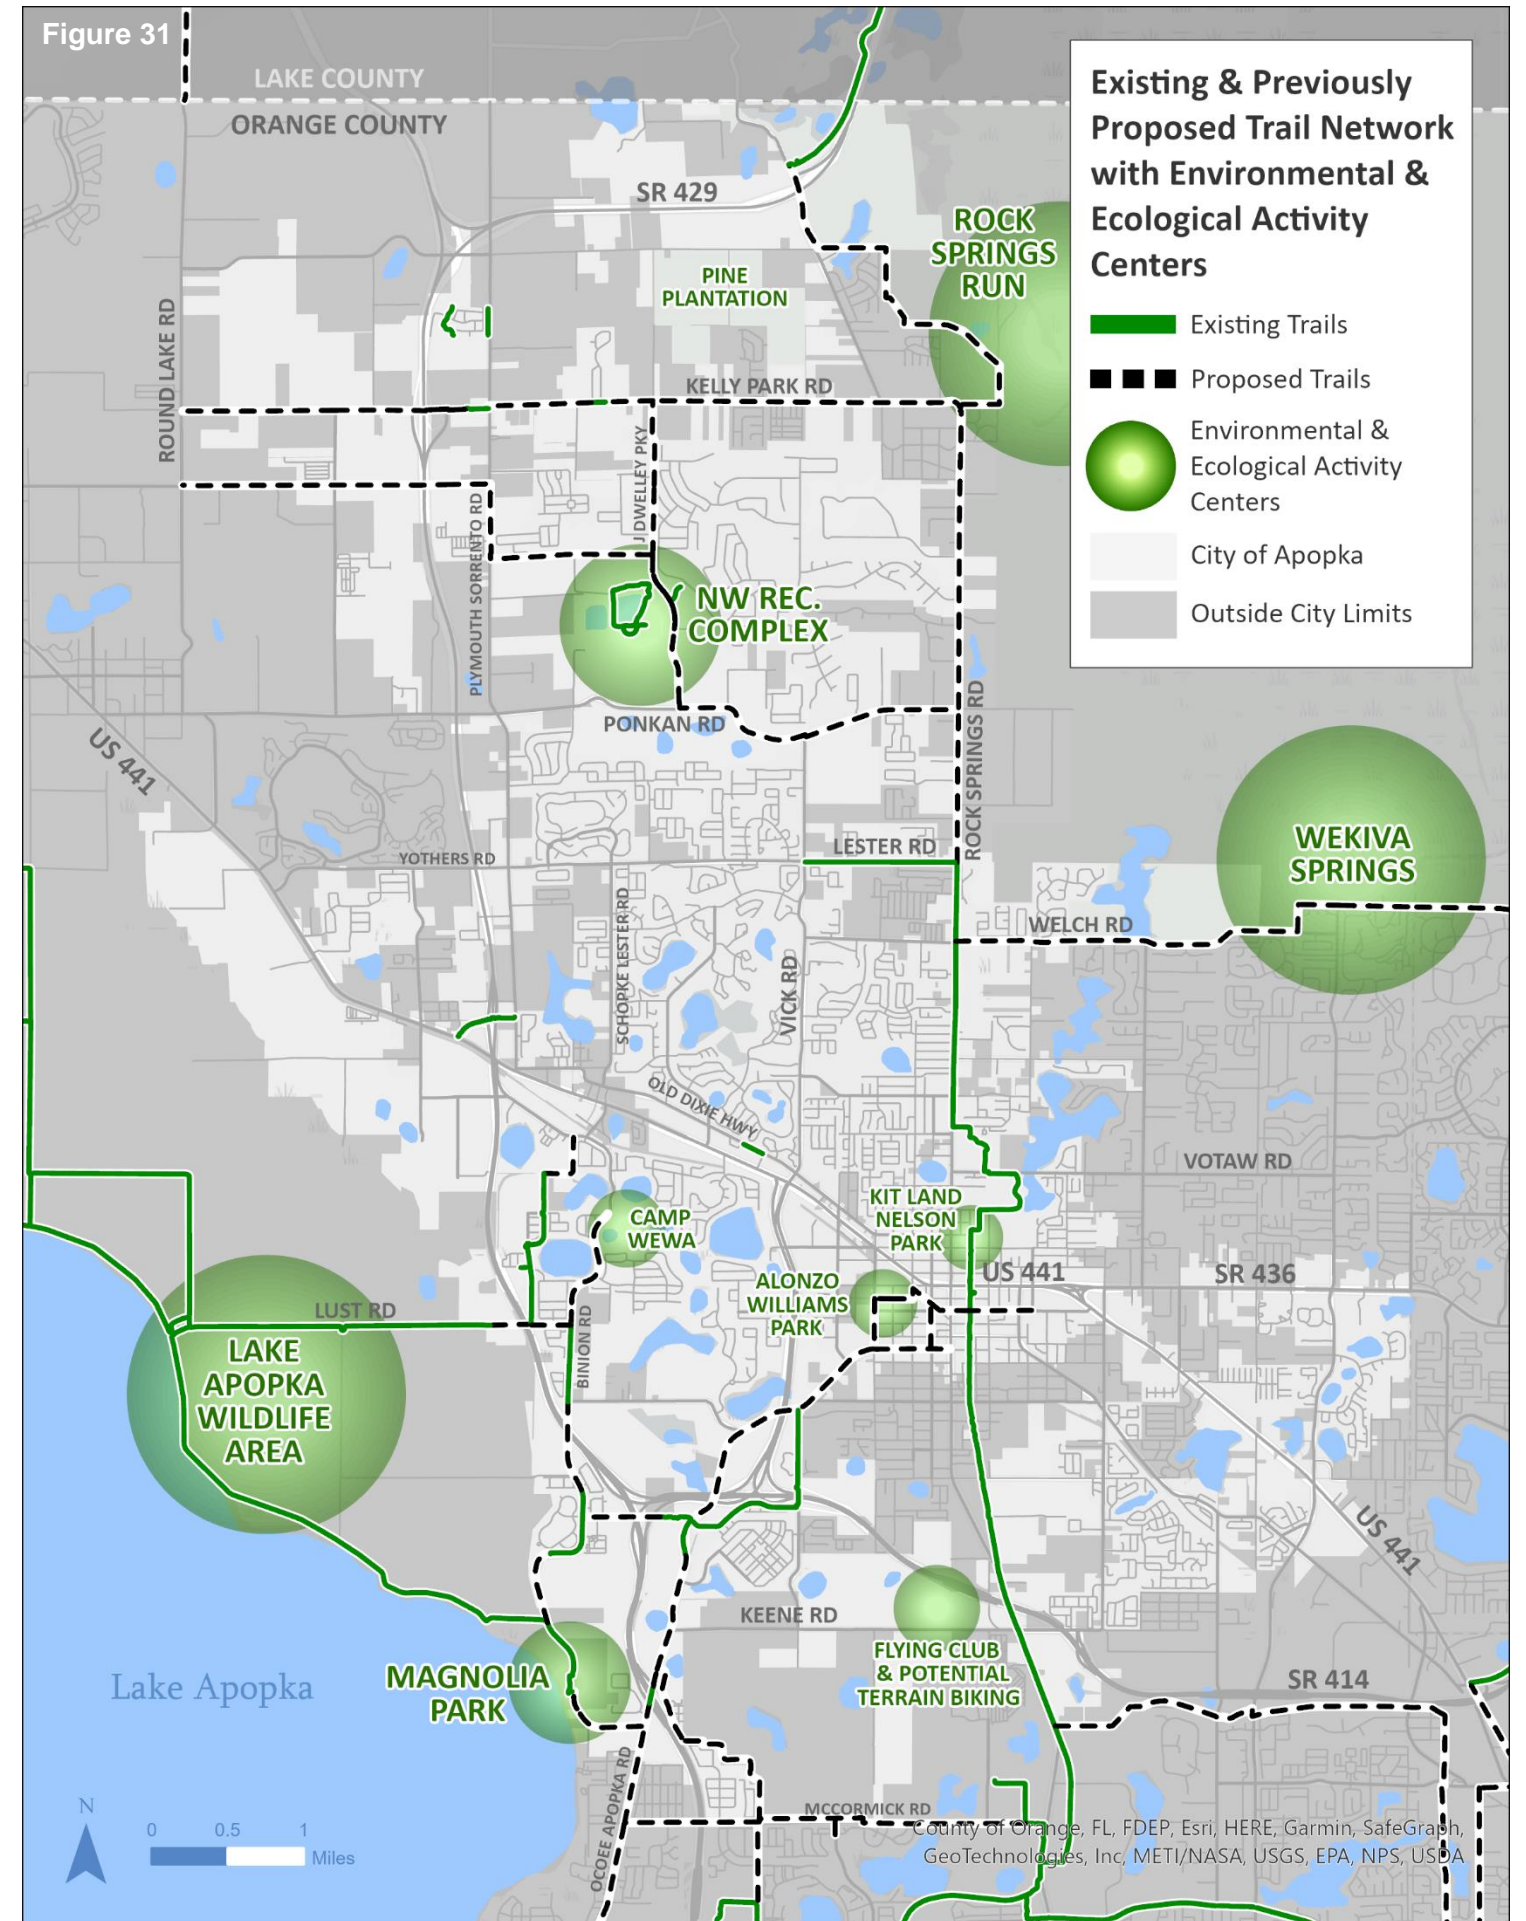 Figure 31
LAKE COUNTY
ORANGE COUNTY
Existing & Previously
Proposed Trail Network
with Environmental &
Ecological Activity
Centers
Existing Trails
Proposed Trails
Environmental &
Ecological Activity
Centers
City of Apopka
Outside City Limits
SR 429
ROCK
SPRINGS
RUN
PINE
PLANTATION
ROUND LAKE RD
KELLY PARK RD
J DWELLEY PKY
PLYMOUTH SORRENTO RD
NW REC.
COMPLEX
PONKAN RD
ROCK SPRINGS RD
US 441
WEKIVA
SPRINGS
LESTER RD
YOTHERS RD
SCHOPKE LESTER RD
WELCH RD
VICK RD
OLD DIXIE HWY
VOTAW RD
KIT LAND
NELSON
PARK
CAMP
WEWA
US 441
SR 436
ALONZO
WILLIAMS
PARK
LUST RD
BINION RD
LAKE
APOPKA
WILDLIFE
AREA
US 441
KEENE RD
FLYING CLUB
& POTENTIAL
TERRAIN BIKING
MAGNOLIA
PARK
Lake Apopka
SR 414
OCOEE APOPKA RD
MCCORMICK RD
N
0 0.5 1
Miles
County of Orange, FL, FDEP, Esri, HERE, Garmin, SafeGraph,
GeoTechnologies, Inc, METI/NASA, USGS, EPA, NPS, USDA